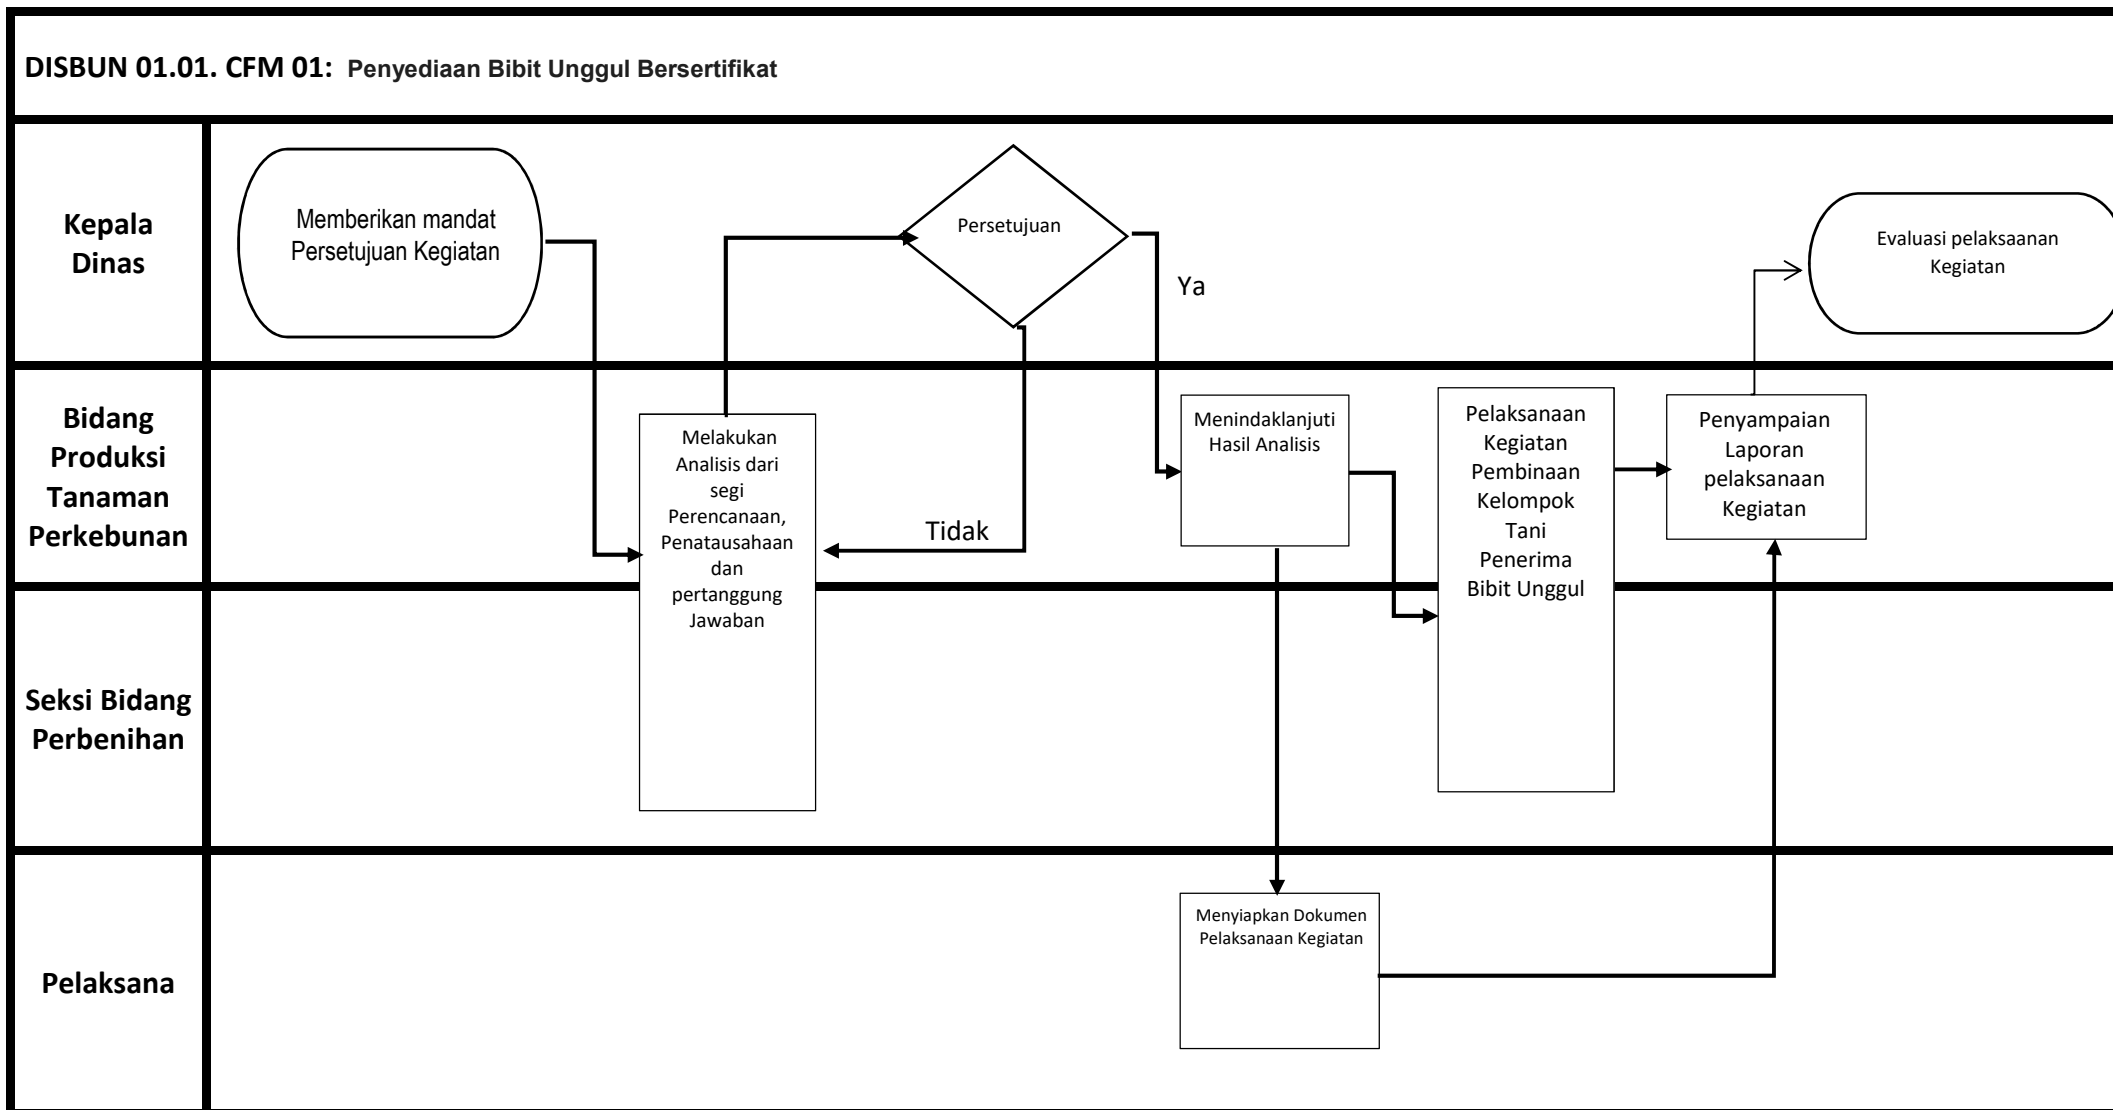 DISBUN 01.01. CFM 01: Penyediaan Bibit Unggul Bersertifikat
Kepala
Dinas
Memberikan mandat
Persetujuan Kegiatan
Persetujuan
Ya
Evaluasi pelaksaanan
Kegiatan
Bidang
Produksi
Tanaman
Perkebunan
Melakukan
Analisis dari
segi
Perencanaan,
Penatausahaan
dan
pertanggung
Jawaban
Tidak
Menindaklanjuti
Hasil Analisis
Pelaksanaan
Kegiatan
Pembinaan
Kelompok
Tani
Penerima
Bibit Unggul
Penyampaian
Laporan
pelaksanaan
Kegiatan
Seksi Bidang
Perbenihan
Pelaksana
Menyiapkan Dokumen
Pelaksanaan Kegiatan